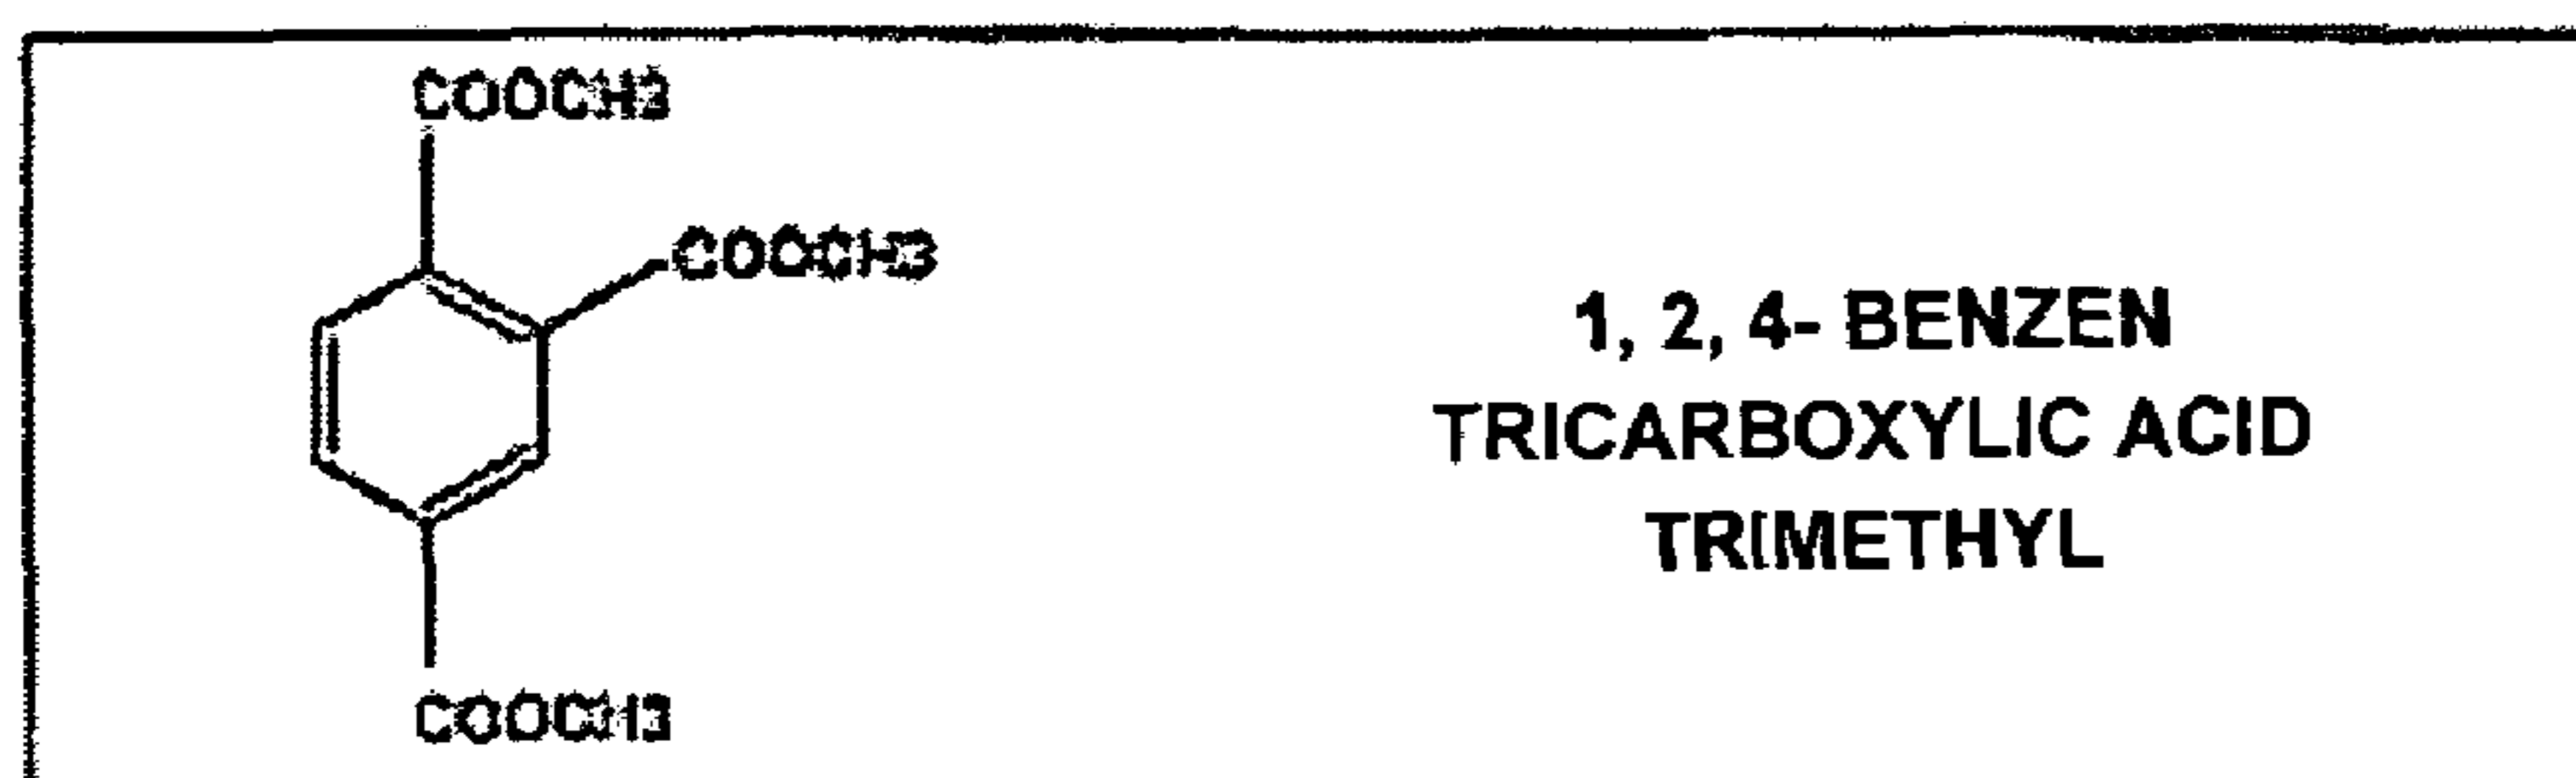 COOCH3
COOCH3
1, 2, 4- BENZEN
TRICARBOXYLIC ACID
TRIMETHYL
COOCH3